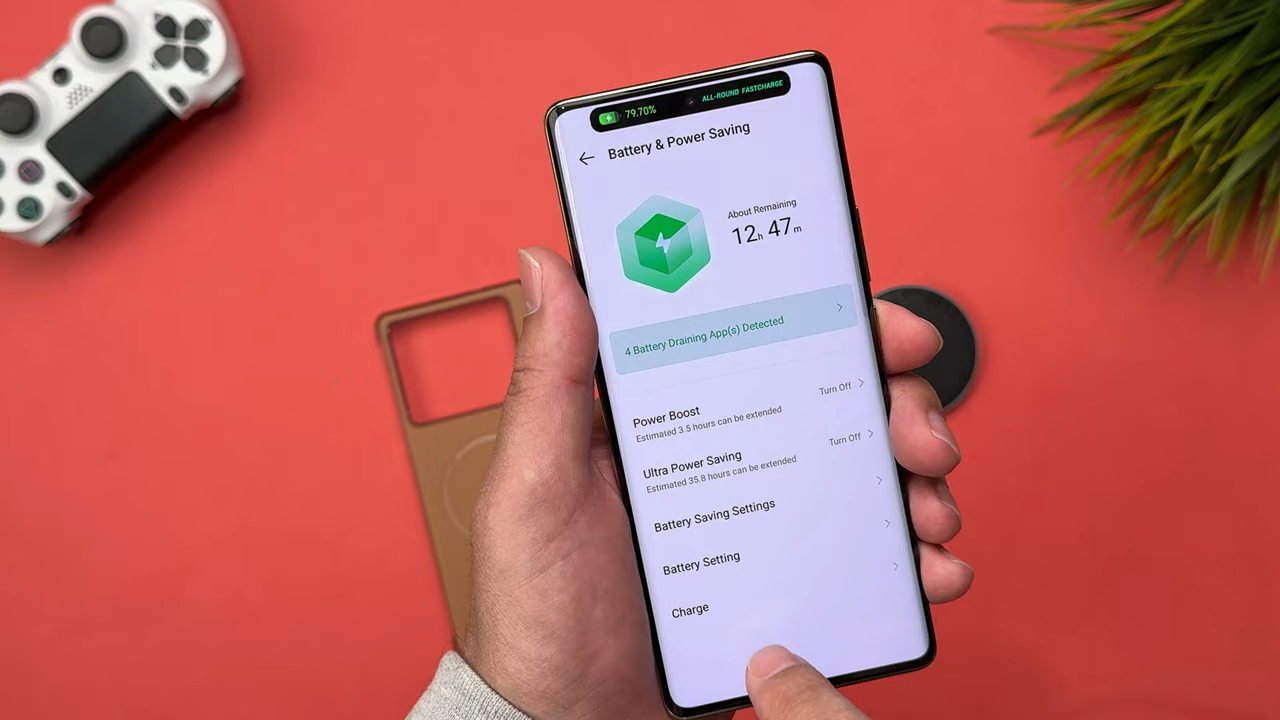 79.70%
ALL-ROUND FASTCHARGE
Battery & Power Saving
About Remaining
12h 47m
4 Battery Draining App(s) Detected
Power Boost
Turn Off
Estimated 3.5 hours can be extended
Ultra Power Saving
Turn Off
Estimated 35.8 hours can be extended
Battery Saving Settings
Battery Setting
Charge